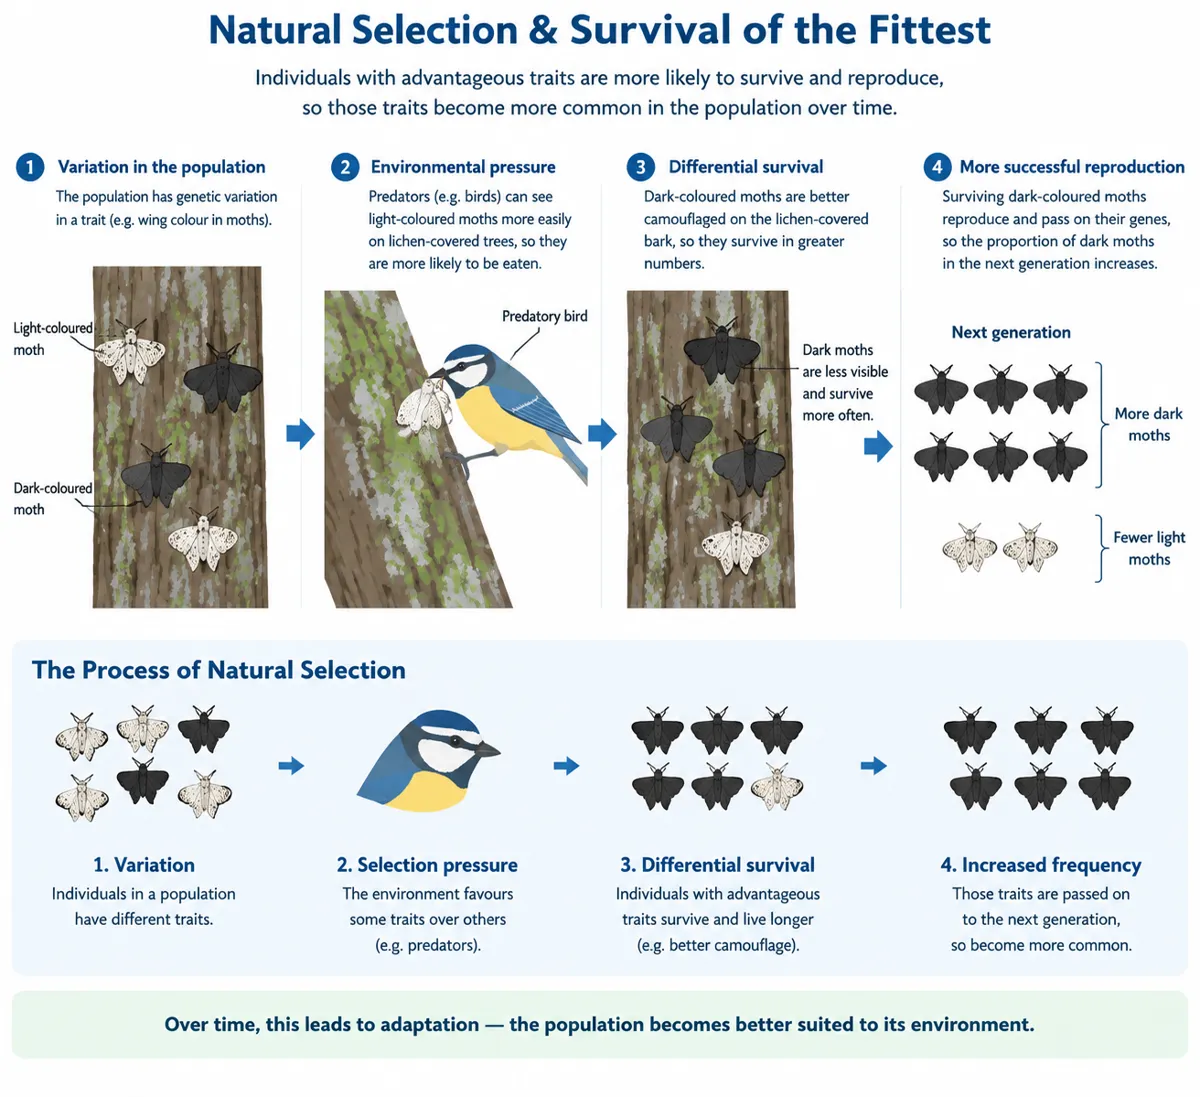 Natural Selection & Survival of the Fittest
Individuals with advantageous traits are more likely to survive and reproduce,
so those traits become more common in the population over time.
1 Variation in the population
The population has genetic variation
in a trait (e.g. wing colour in moths).
Light-coloured
moth
Dark-coloured
moth
2 Environmental pressure
Predators (e.g. birds) can see
light-coloured moths more easily
on lichen-covered trees, so they
are more likely to be eaten.
Predatory bird
3 Differential survival
Dark-coloured moths are better
camouflaged on the lichen-covered
bark, so they survive in greater
numbers.
Dark moths
are less visible
and survive
more often.
4 More successful reproduction
Surviving dark-coloured moths
reproduce and pass on their genes,
so the proportion of dark moths
in the next generation increases.
Next generation
More dark
moths
Fewer light
moths
The Process of Natural Selection
1. Variation
Individuals in a population
have different traits.
2. Selection pressure
The environment favours
some traits over others
(e.g. predators).
3. Differential survival
Individuals with advantageous
traits survive and live longer
(e.g. better camouflage).
4. Increased frequency
Those traits are passed on
to the next generation,
so become more common.
Over time, this leads to adaptation — the population becomes better suited to its environment.